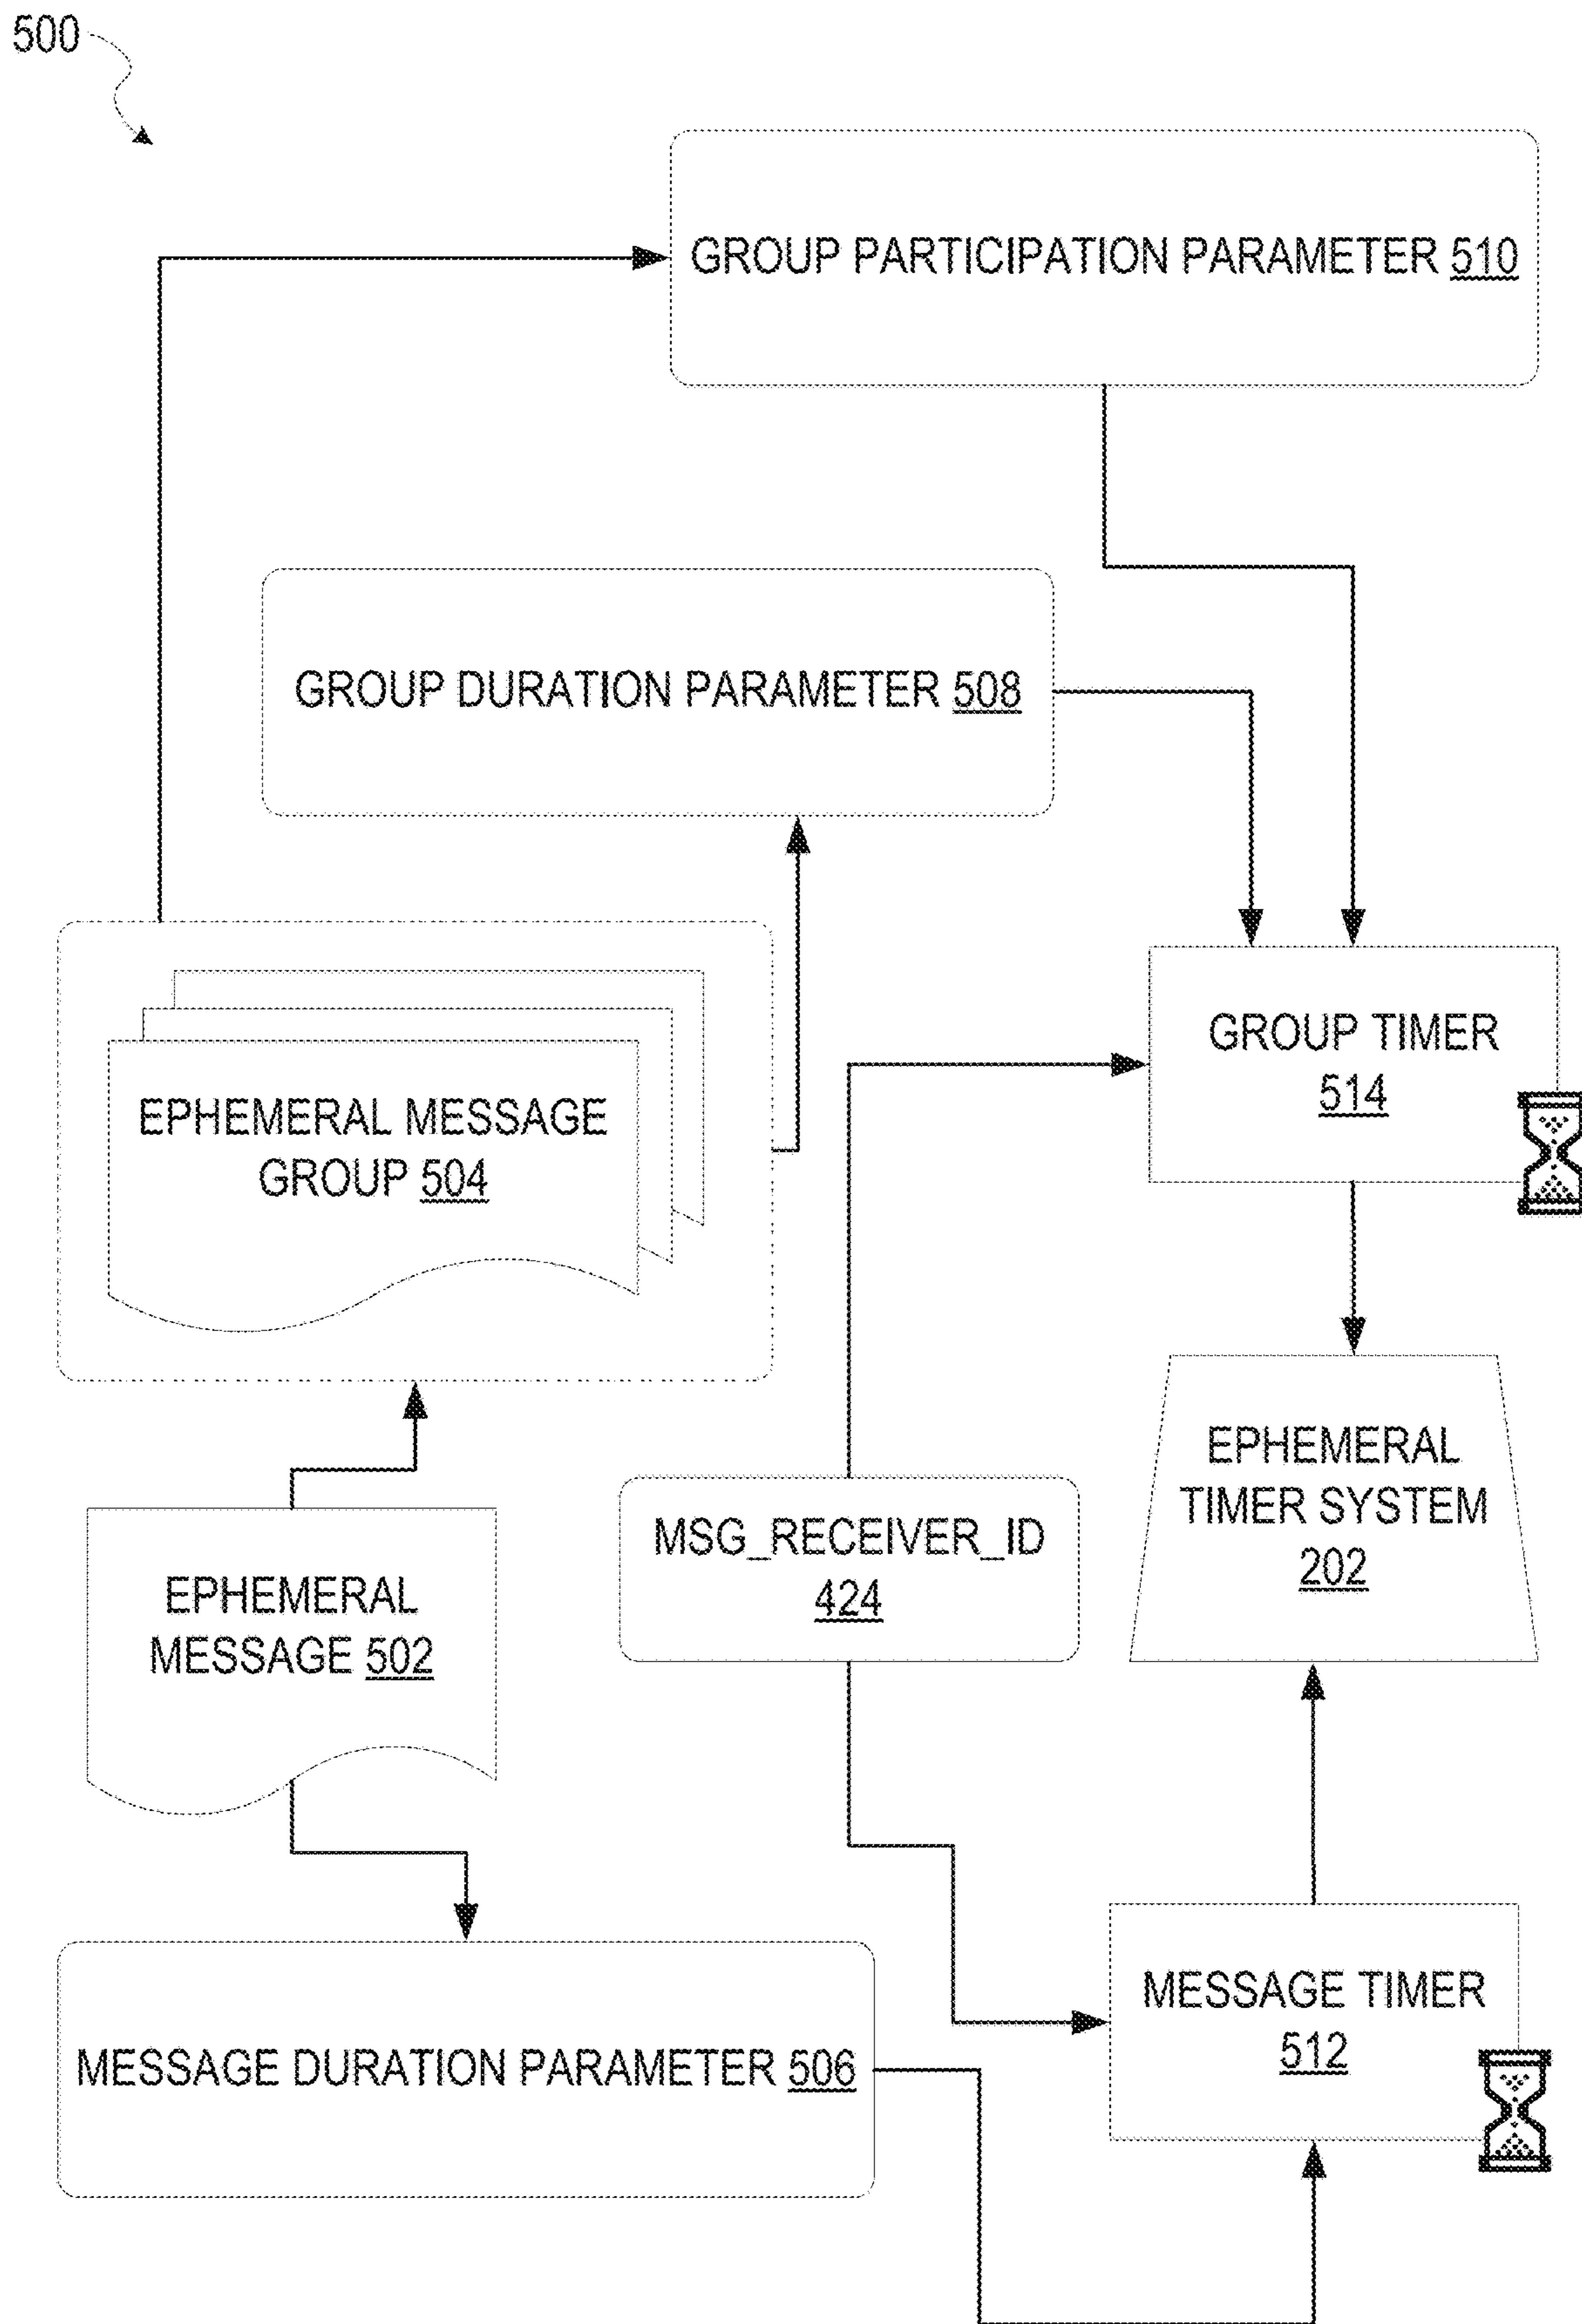 500
GROUP PARTICIPATION PARAMETER 510
GROUP DURATION PARAMETER 508
GROUP TIMER
514
EPHEMERAL MESSAGE
GROUP 504
EPHEMERAL
TIMER SYSTEM
202
MSG_RECEIVER_ID
424
EPHEMERAL
MESSAGE 502
MESSAGE TIMER
512
MESSAGE DURATION PARAMETER 506